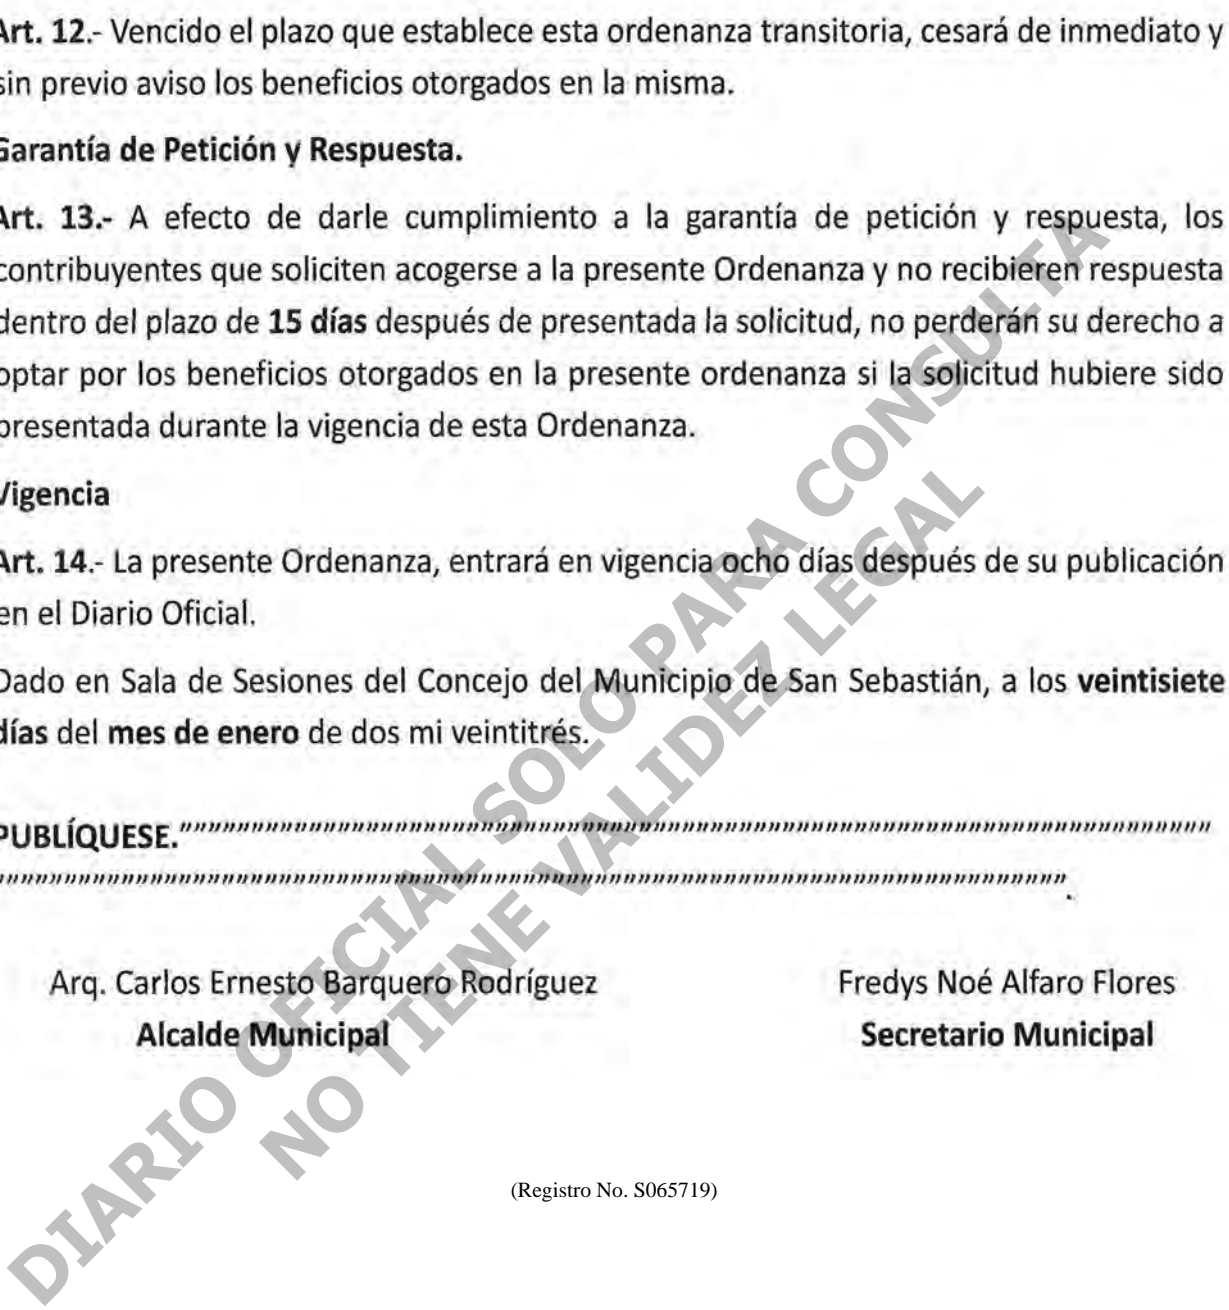 Art. 12.- Vencido el plazo que establece esta ordenanza transitoria, cesará de inmediato y
sin previo aviso los beneficios otorgados en la misma.
Garantía de Petición y Respuesta.
Art. 13.- A efecto de darle cumplimiento a la garantía de petición y respuesta, los
contribuyentes que soliciten acogerse a la presente Ordenanza y no recibieren respuesta
dentro del plazo de 15 días después de presentada la solicitud, no perderán su derecho a
optar por los beneficios otorgados en la presente ordenanza si la solicitud hubiere sido
presentada durante la vigencia de esta Ordenanza.
Vigencia
Art. 14.- La presente Ordenanza, entrará en vigencia ocho días después de su publicación
en el Diario Oficial.
Dado en Sala de Sesiones del Concejo del Municipio de San Sebastián, a los veintisiete
días del mes de enero de dos mi veintitrés.
PUBLÍQUESE.""""""""""""""""""""""""""""""""""""""""""""""""""""""""""""""""""""""""
"""""""""""""""""""""""""""""""""""""""""""""""""""""""""""""""""""""""""".
Arq. Carlos Ernesto Barquero Rodríguez Fredys Noé Alfaro Flores
Alcalde Municipal Secretario Municipal
(Registro No. S065719)
DIARIO OFICIAL SOLO PARA CONSULTA
NO TIENE VALIDEZ LEGAL